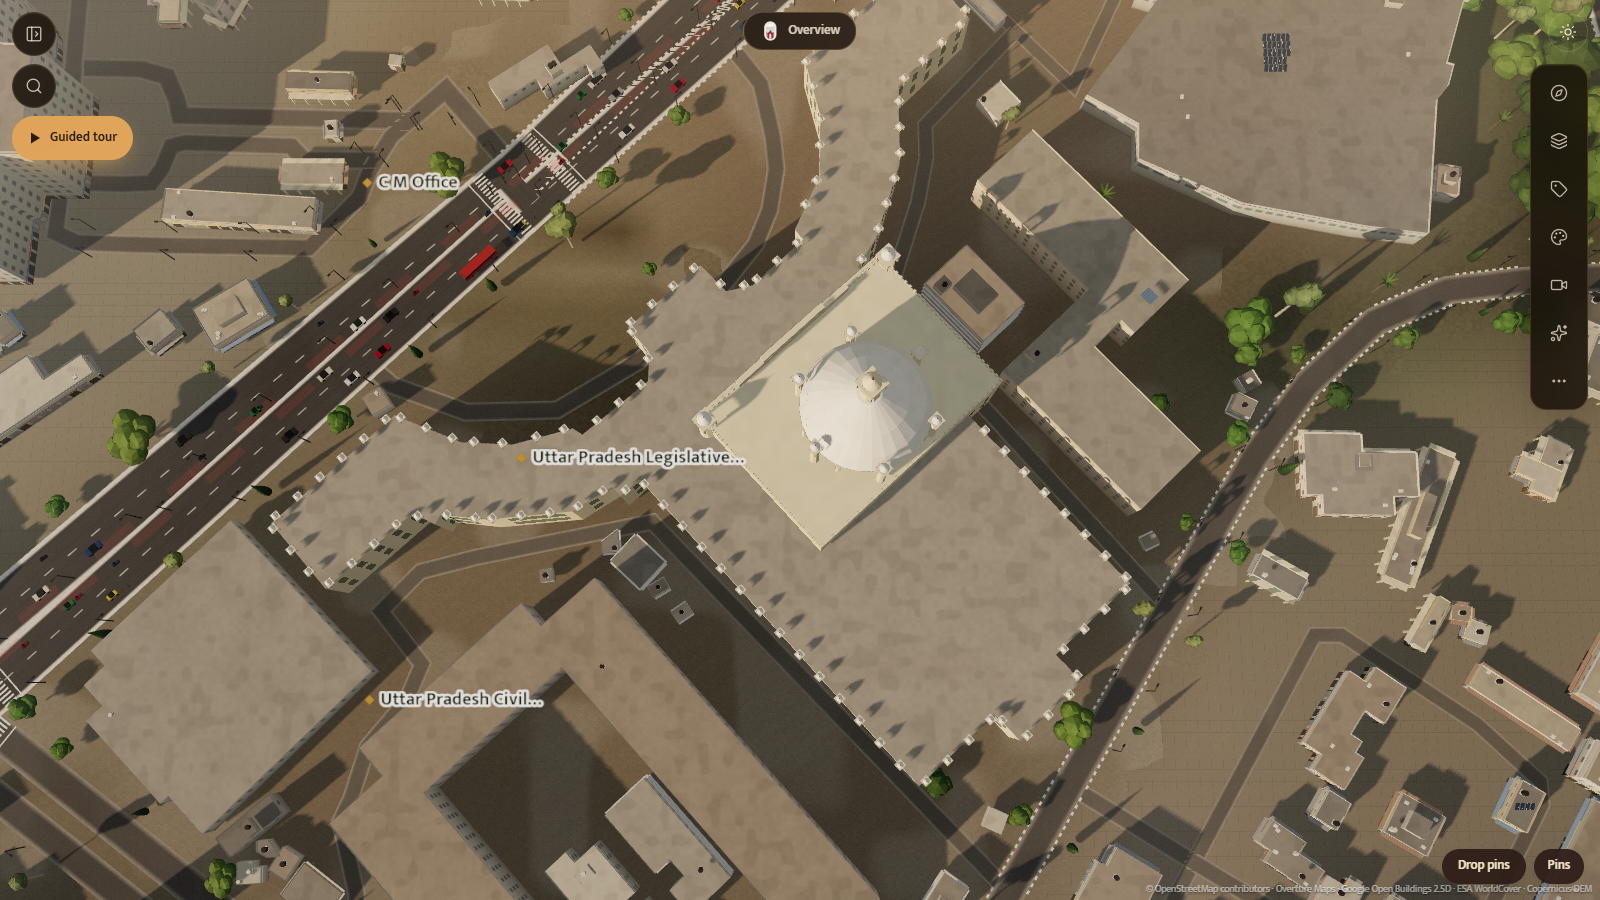 Overview
Guided tour
C M Office
Uttar Pradesh Legislative...
Uttar Pradesh Civil...
Drop pins
Pins
© OpenStreetMap contributors · Overture Maps · Google Open Buildings 2.5D · ESA WorldCover · Copernicus DEM